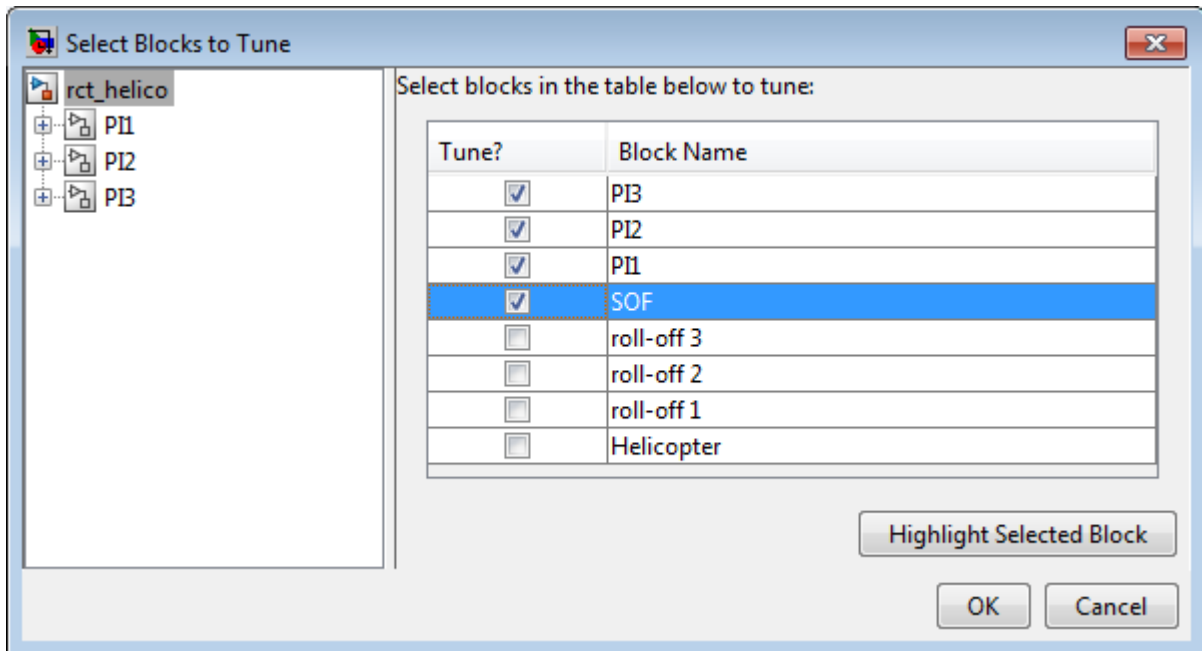 Select Blocks to Tune
rct_helico
PI1
PI2
PI3
Select blocks in the table below to tune:
Tune? Block Name
PI3
PI2
PI1
SOF
roll-off 3
roll-off 2
roll-off 1
Helicopter
Highlight Selected Block
OK Cancel